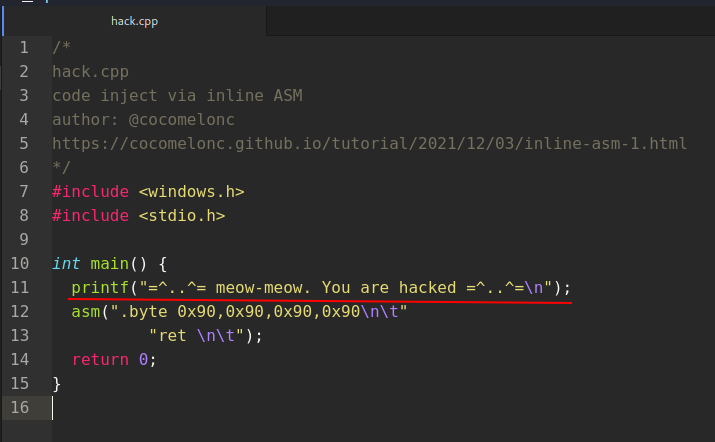 hack.cpp
1 /*
2 hack.cpp
3 code inject via inline ASM
4 author: @cocomelonc
5 https://cocomelonc.github.io/tutorial/2021/12/03/inline-asm-1.html
6 */
7 #include <windows.h>
8 #include <stdio.h>
9
10 int main() {
11 printf("=^..^= meow-meow. You are hacked =^..^=\n");
12 asm(".byte 0x90,0x90,0x90,0x90\n\t"
13 "ret \n\t");
14 return 0;
15 }
16